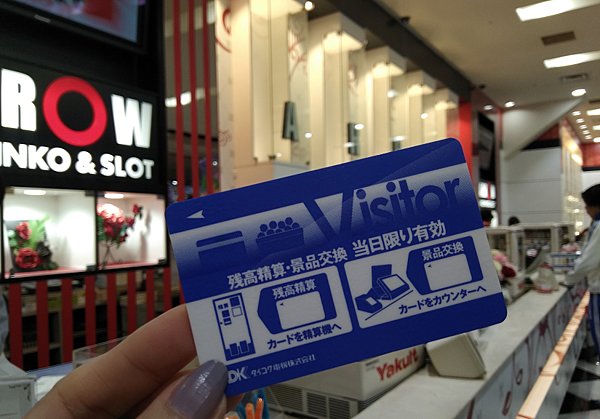 ROW
INKO & SLOT
A
Visitor
残高精算・景品交換 当日限り有効
残高精算
カードを精算機へ
景品交換
カードをカウンターへ
DK ダイコク電機株式会社
Yakult